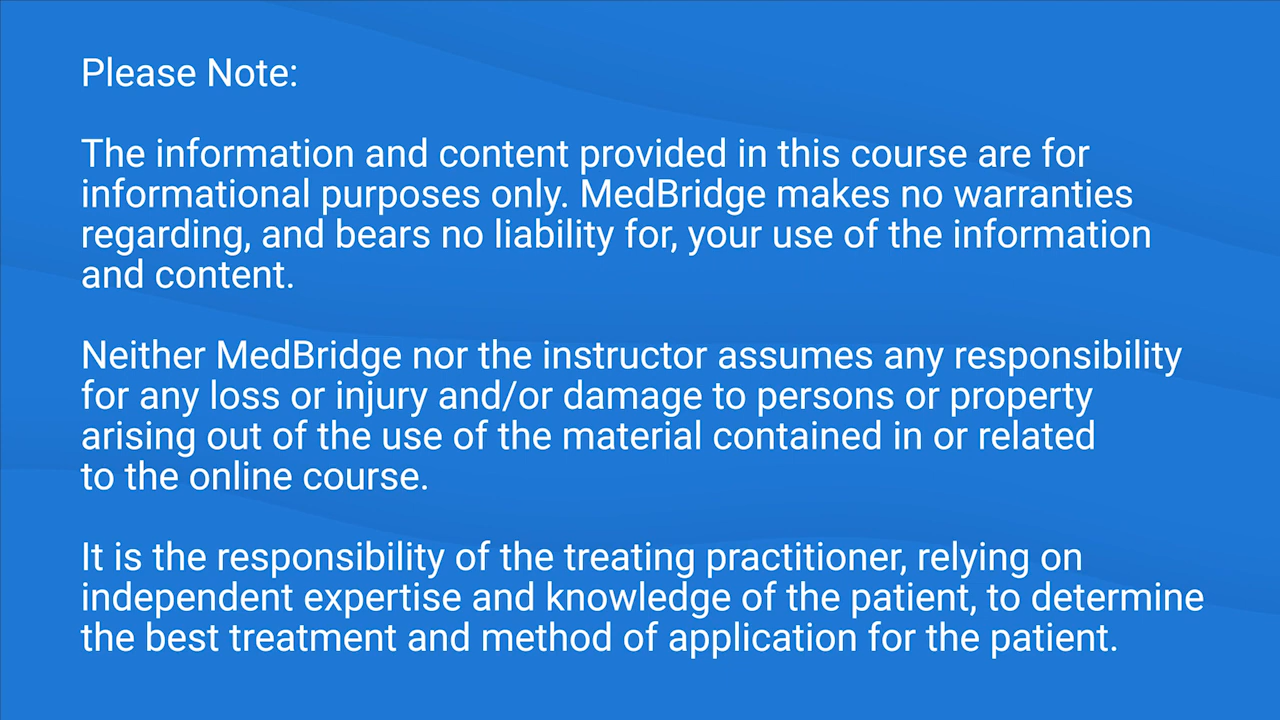 Please Note:
The information and content provided in this course are for
informational purposes only. MedBridge makes no warranties
regarding, and bears no liability for, your use of the information
and content.
Neither MedBridge nor the instructor assumes any responsibility
for any loss or injury and/or damage to persons or property
arising out of the use of the material contained in or related
to the online course.
It is the responsibility of the treating practitioner, relying on
independent expertise and knowledge of the patient, to determine
the best treatment and method of application for the patient.